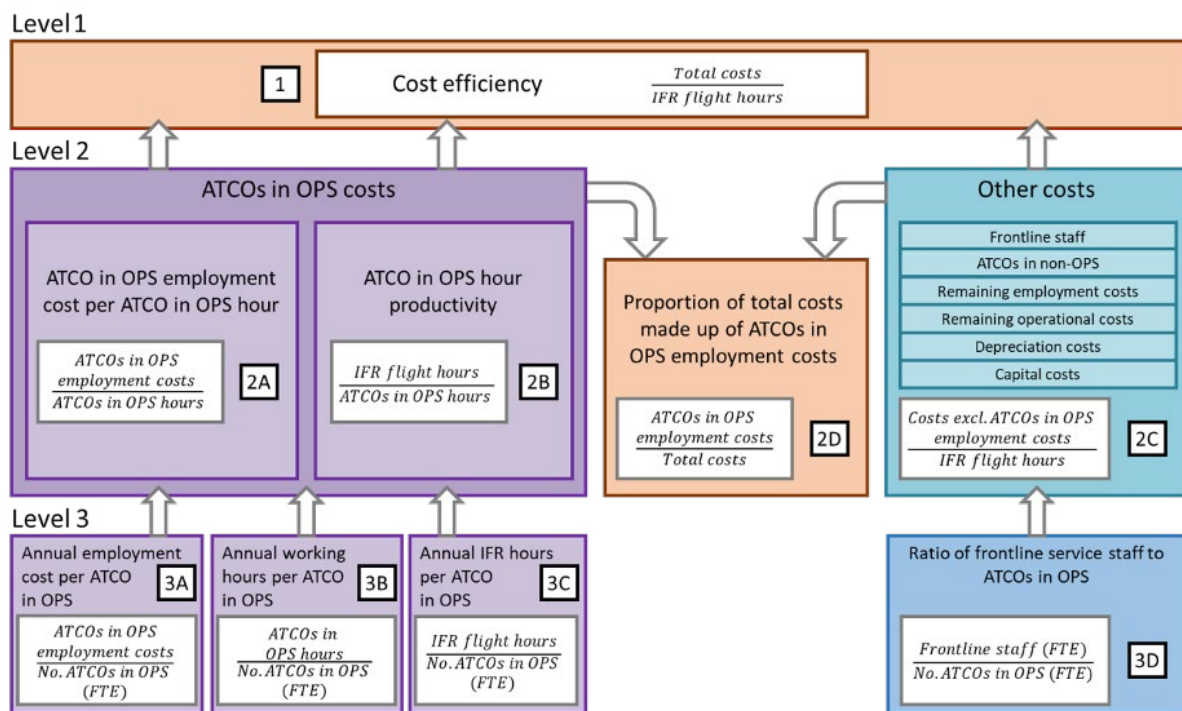 Level 1
1
Cost efficiency
Total costs
IFR flight hours
Level 2
ATCOs in OPS costs
ATCO in OPS employment
cost per ATCO in OPS hour
ATCOs in OPS
employment costs
ATCOs in OPS hours
2A
ATCO in OPS hour
productivity
IFR flight hours
ATCOs in OPS hours
2B
Proportion of total costs
made up of ATCOs in
OPS employment costs
ATCOs in OPS
employment costs
Total costs
2D
Other costs
Frontline staff
ATCOs in non-OPS
Remaining employment costs
Remaining operational costs
Depreciation costs
Capital costs
Costs excl. ATCOs in OPS
employment costs
IFR flight hours
2C
Level 3
Annual employment
cost per ATCO
in OPS
3A
ATCOs in OPS
employment costs
No. ATCOs in OPS
(FTE)
Annual working
hours per ATCO
in OPS
3B
ATCOs in
OPS hours
No. ATCOs in OPS
(FTE)
Annual IFR hours
per ATCO
in OPS
3C
IFR flight hours
No. ATCOs in OPS
(FTE)
Ratio of frontline service staff to
ATCOs in OPS
Frontline staff (FTE)
No. ATCOs in OPS (FTE)
3D